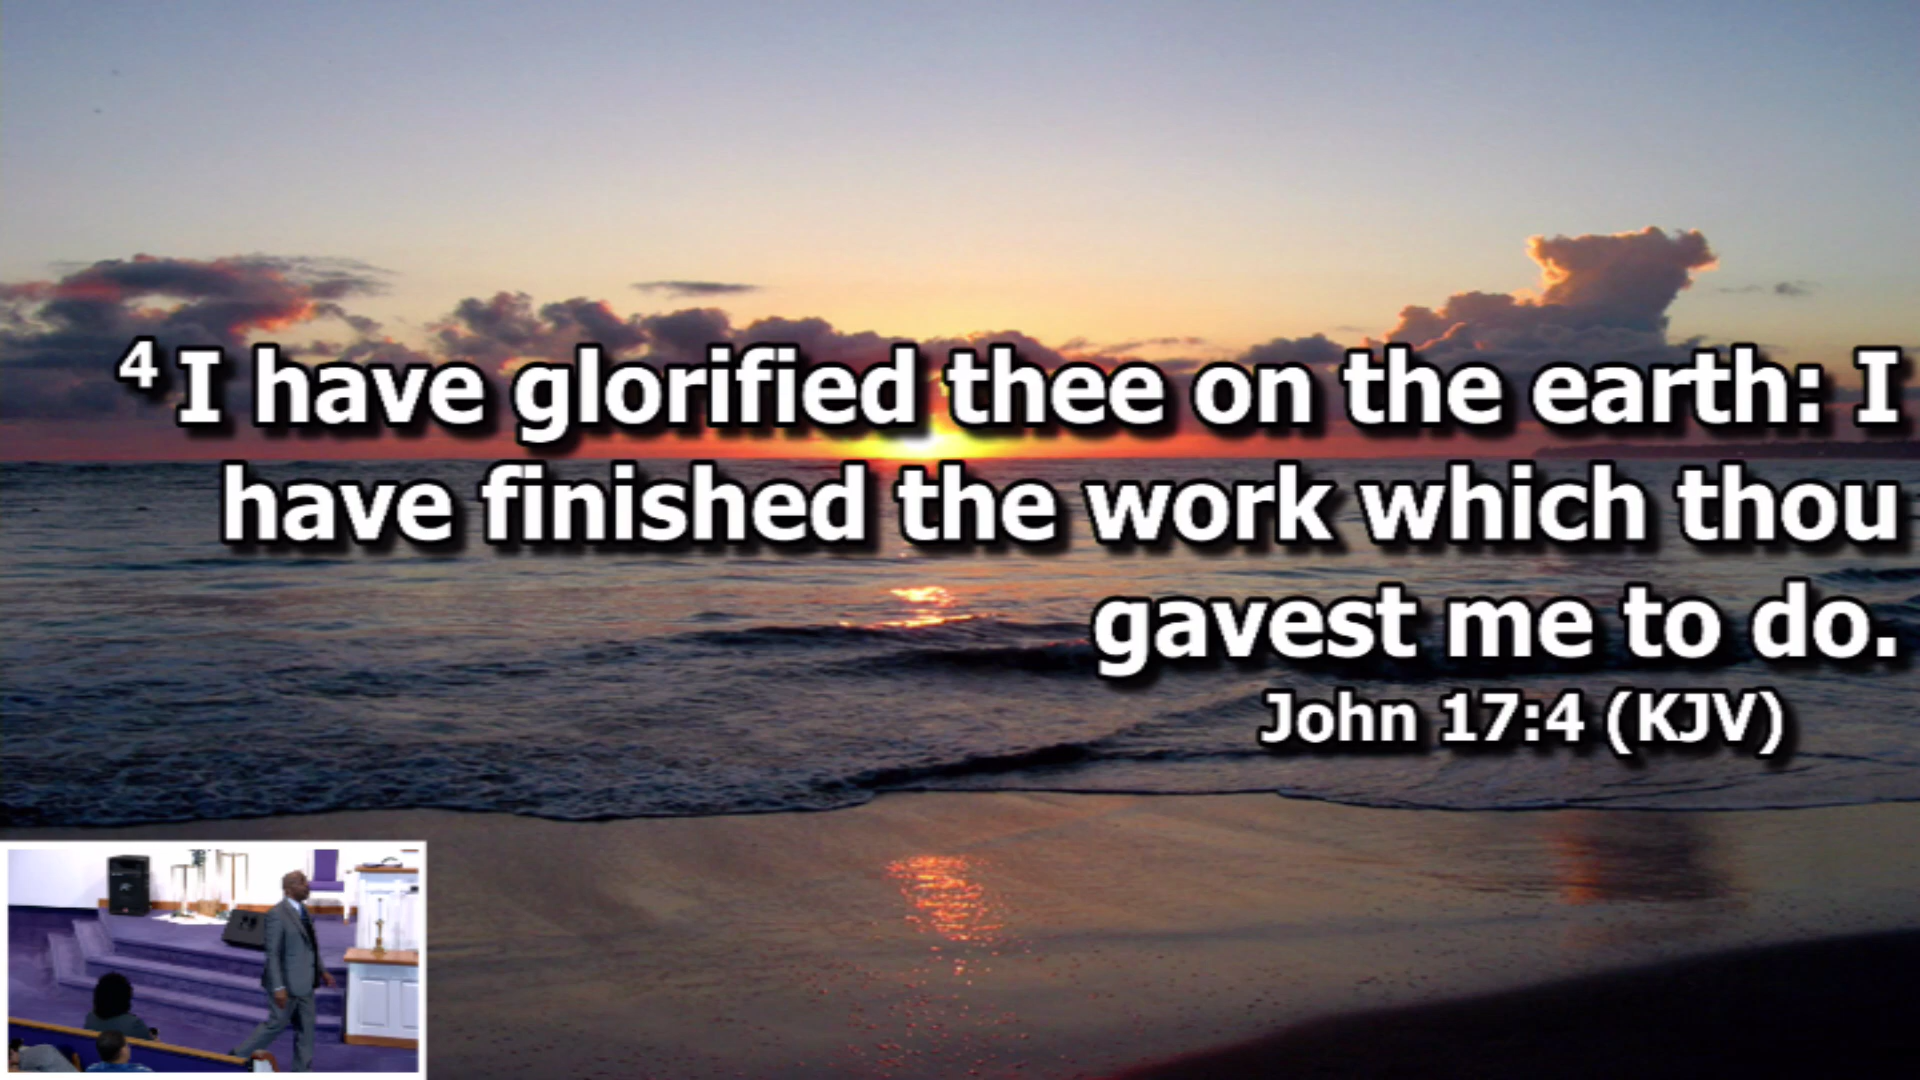 4 I have glorified thee on the earth: I
have finished the work which thou
gavest me to do.
John 17:4 (KJV)